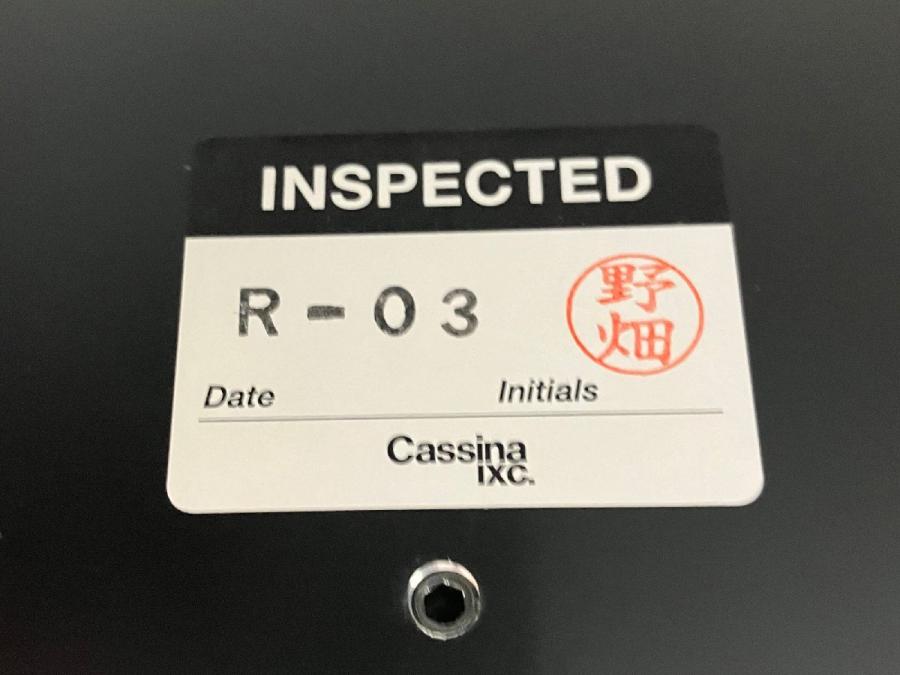 INSPECTED
R-03
野畑
Date
Initials
Cassina
IXC.